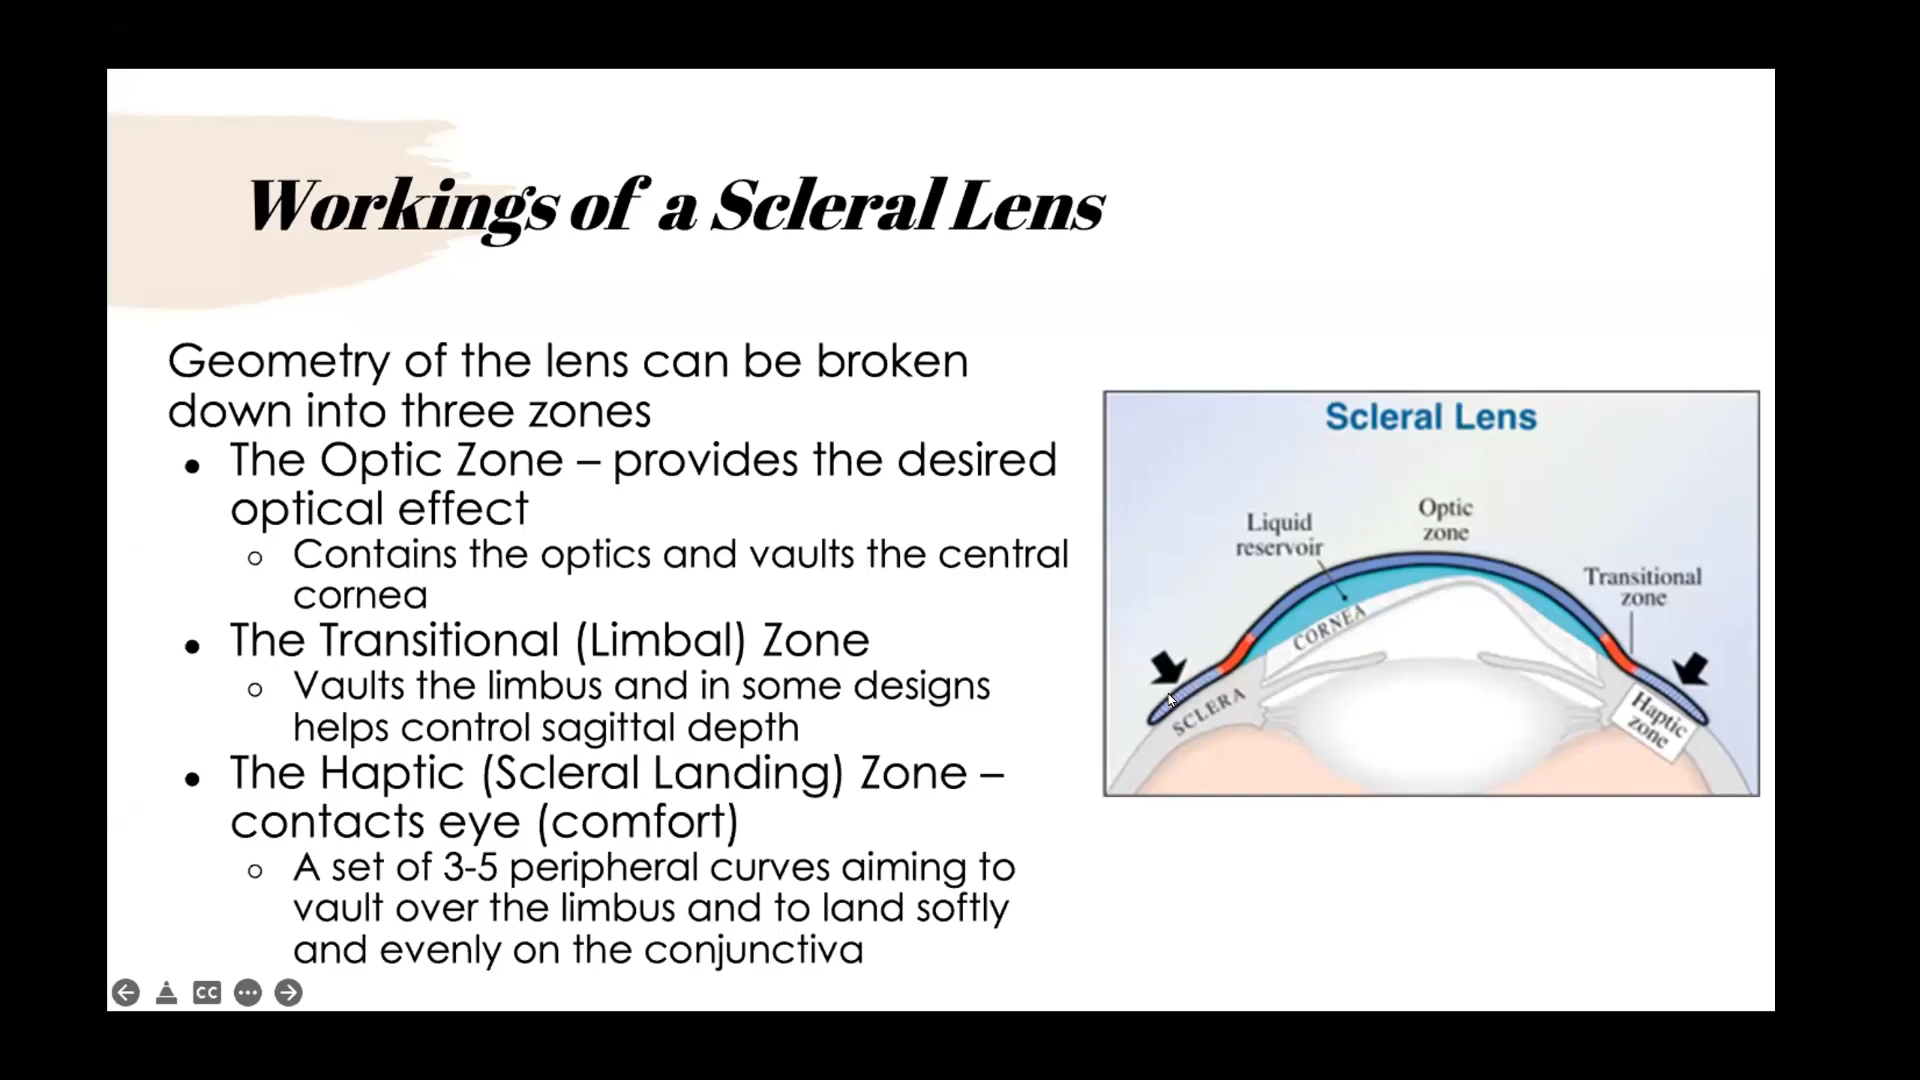 Workings of a Scleral Lens
Geometry of the lens can be broken
down into three zones
• The Optic Zone – provides the desired
optical effect
○ Contains the optics and vaults the central
cornea
• The Transitional (Limbal) Zone
○ Vaults the limbus and in some designs
helps control sagittal depth
• The Haptic (Scleral Landing) Zone –
contacts eye (comfort)
○ A set of 3-5 peripheral curves aiming to
vault over the limbus and to land softly
and evenly on the conjunctiva
Scleral Lens
Liquid
reservoir
Optic
zone
Transitional
zone
CORNEA
SCLERA
Haptic
zone
CC